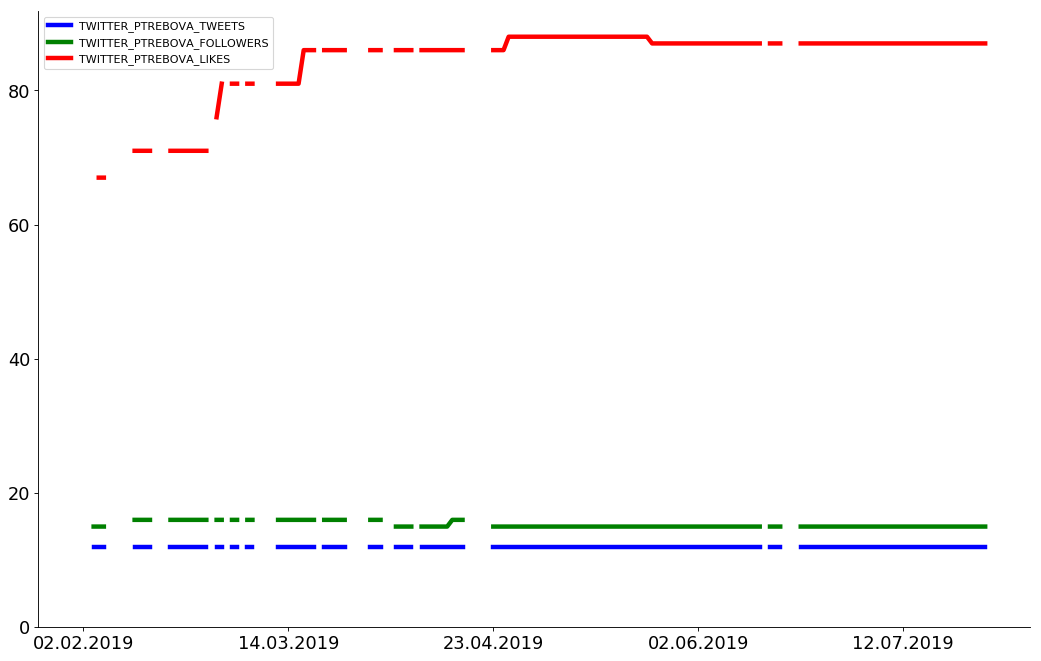 TWITTER_PTREBOVA_TWEETS
TWITTER_PTREBOVA_FOLLOWERS
TWITTER_PTREBOVA_LIKES
80
60
40
20
0
02.02.2019 14.03.2019 23.04.2019 02.06.2019 12.07.2019